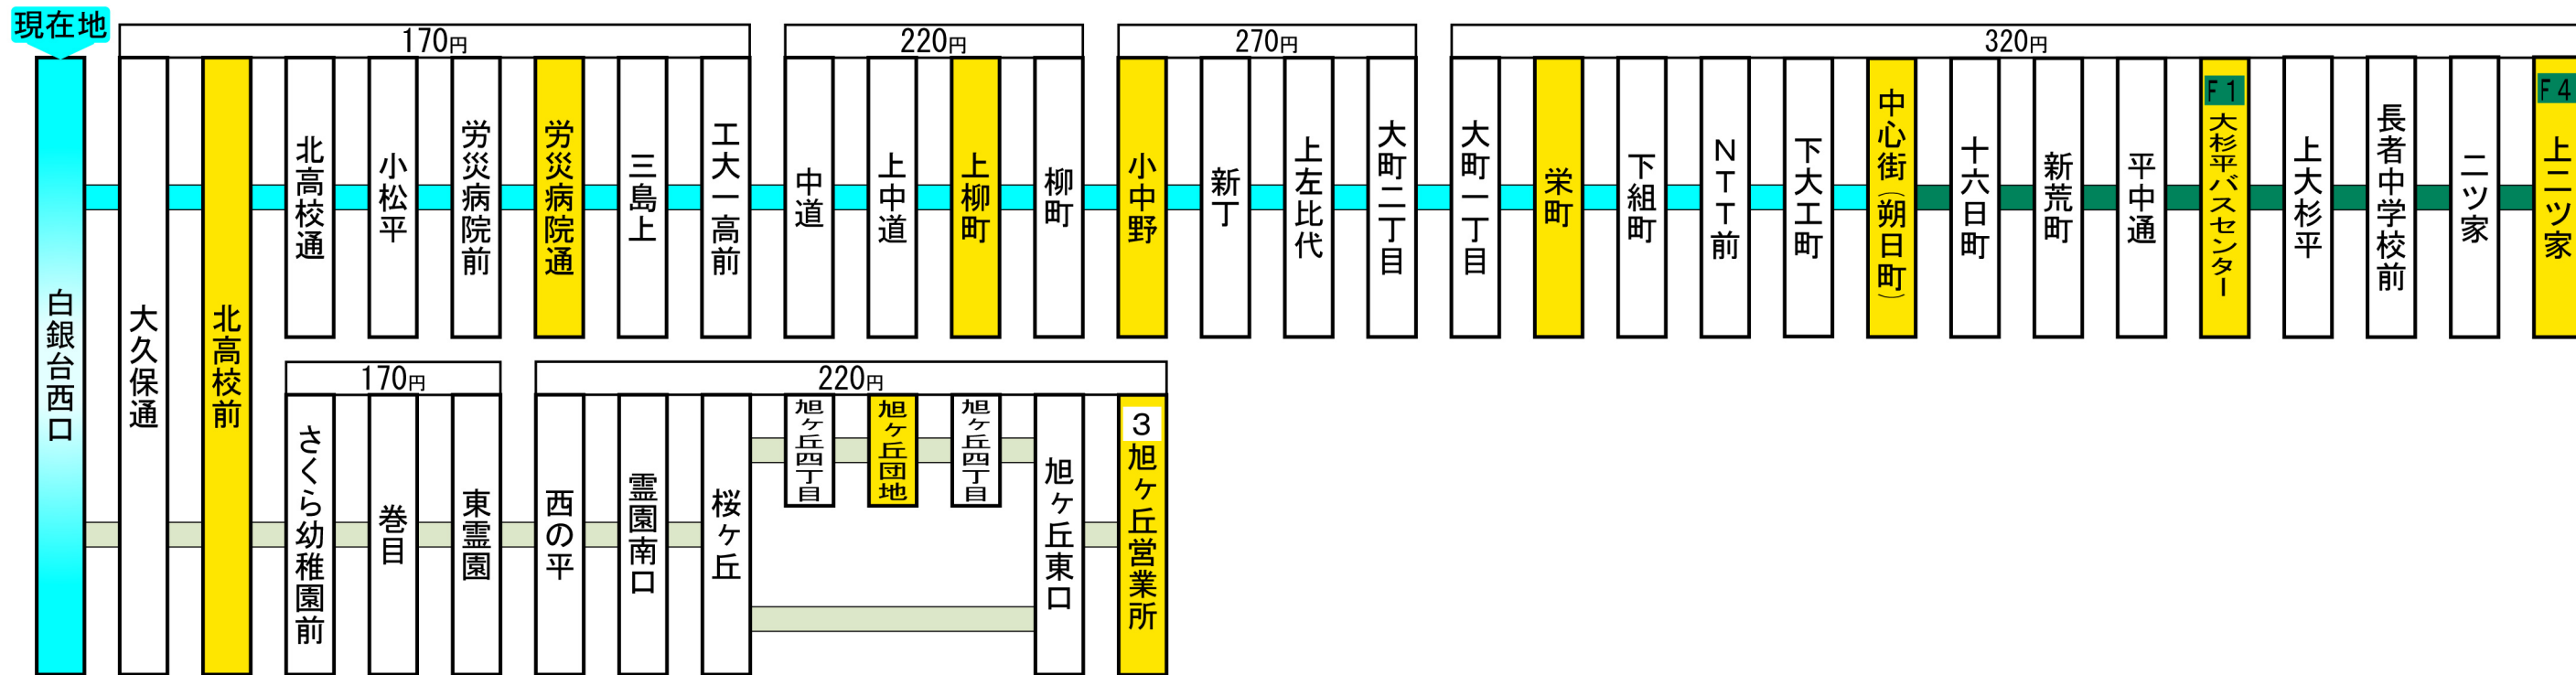 現在地
170円
220円
270円
320円
白銀台西口
大久保通
北高校前
北高校通
小松平
労災病院前
労災病院通
三島上
工大一高前
中道
上中道
上柳町
柳町
小中野
新丁
上左比代
大町二丁目
大町一丁目
栄町
下組町
NTT前
下大工町
中心街(朔日町)
十六日町
新荒町
平中通
F1
大杉平バスセンター
上大杉平
長者中学校前
二ツ家
F4
上二ツ家
170円
220円
さくら幼稚園前
巻目
東霊園
西の平
霊園南口
桜ヶ丘
旭ヶ丘四丁目
旭ヶ丘団地
旭ヶ丘四丁目
旭ヶ丘東口
3
旭ヶ丘営業所